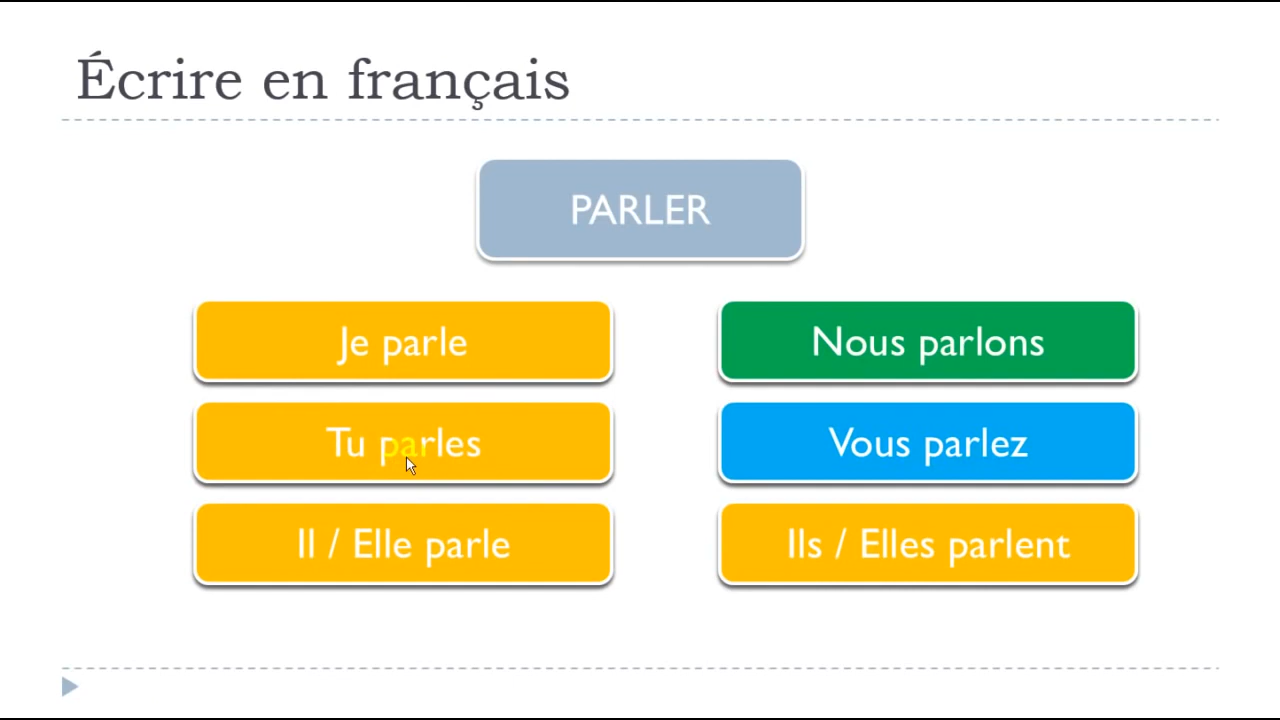 Écrire en français
PARLER
Je parle
Nous parlons
Tu parles
Vous parlez
Il / Elle parle
Ils / Elles parlent